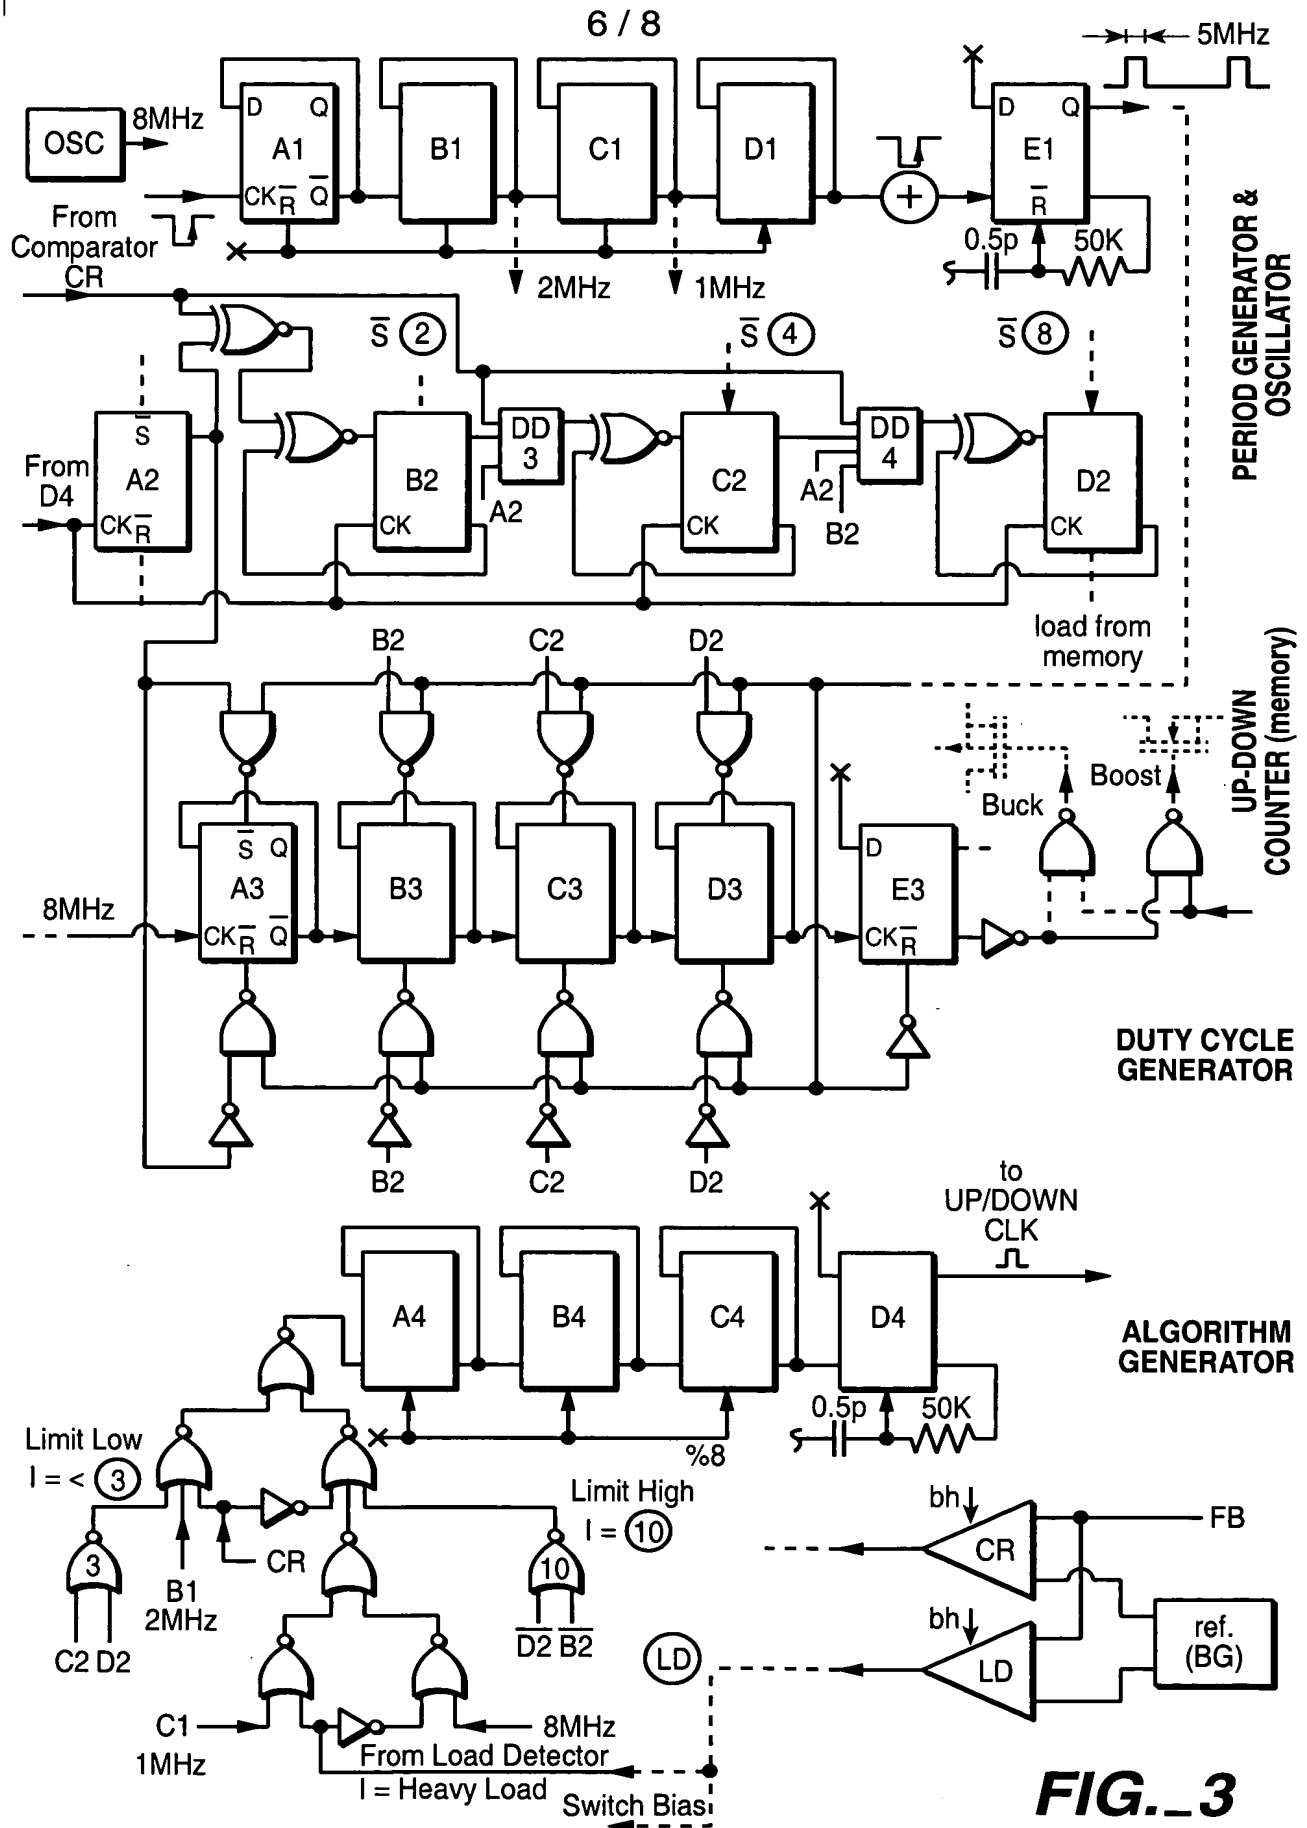 6 / 8
5MHz
OSC
8MHz
D Q
A1
CK R Q
B1
C1
D1
+
D Q
E1
R
From
Comparator
CR
2MHz
1MHz
0.5p
50K
PERIOD GENERATOR &
OSCILLATOR
S 2
S 4
S 8
S
A2
CK R
From
D4
B2
CK
DD
3
A2
C2
CK
DD
4
A2
B2
D2
CK
load from
memory
UP-DOWN
COUNTER (memory)
B2
C2
D2
Buck
Boost
S Q
A3
CK R Q
8MHz
B3
C3
D3
D
E3
CK R
DUTY CYCLE
GENERATOR
B2
C2
D2
to
UP/DOWN
CLK
A4
B4
C4
D4
ALGORITHM
GENERATOR
0.5p
50K
%8
Limit Low
I = < 3
Limit High
I = 10
3
CR
B1
2MHz
10
C2 D2
D2 B2
bh
CR
FB
bh
LD
ref.
(BG)
LD
C1
1MHz
8MHz
From Load Detector
I = Heavy Load
Switch Bias
FIG._3